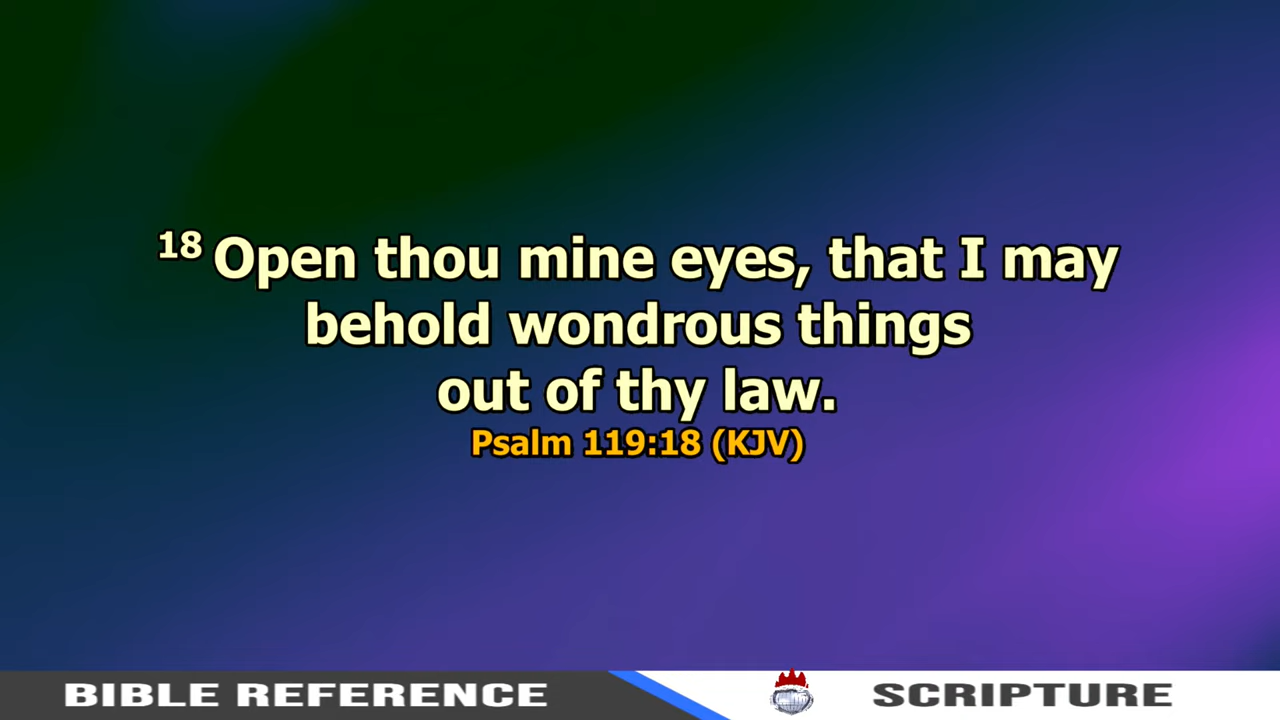 18 Open thou mine eyes, that I may
behold wondrous things
out of thy law.
Psalm 119:18 (KJV)
BIBLE REFERENCE
SCRIPTURE